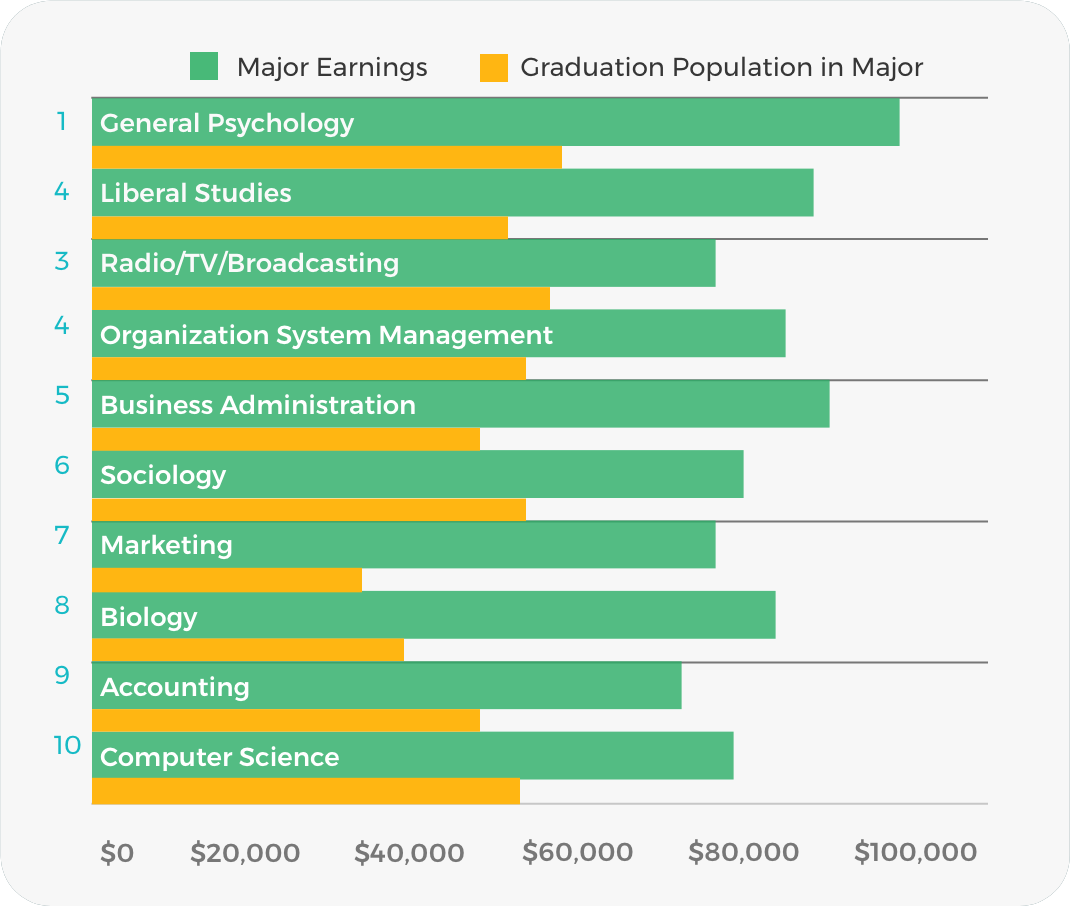 Major Earnings Graduation Population in Major
1 General Psychology
4 Liberal Studies
3 Radio/TV/Broadcasting
4 Organization System Management
5 Business Administration
6 Sociology
7 Marketing
8 Biology
9 Accounting
10 Computer Science
$0 $20,000 $40,000 $60,000 $80,000 $100,000